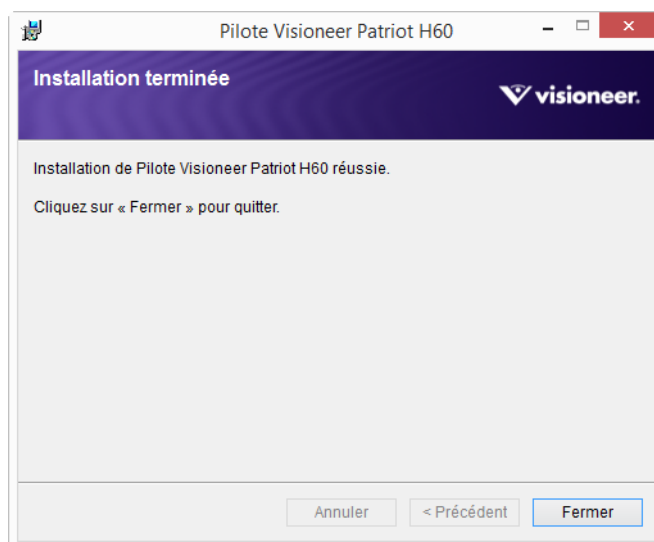 Pilote Visioneer Patriot H60
Installation terminée
visioneer.
Installation de Pilote Visioneer Patriot H60 réussie.
Cliquez sur « Fermer » pour quitter.
Annuler
< Précédent
Fermer